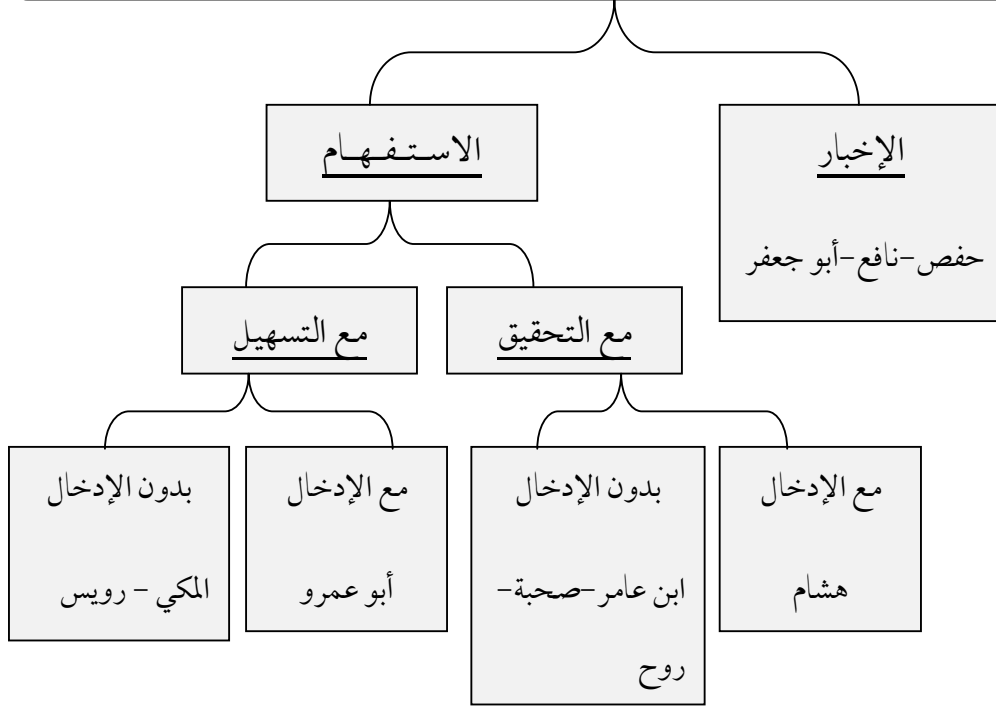 الإخبار
حفص-نافع-أبو جعفر
الاستفهام
مع التحقيق
مع التسهيل
مع الإدخال
هشام
بدون الإدخال
ابن عامر-صحبة-
روح
مع الإدخال
أبو عمرو
بدون الإدخال
المكي - رويس